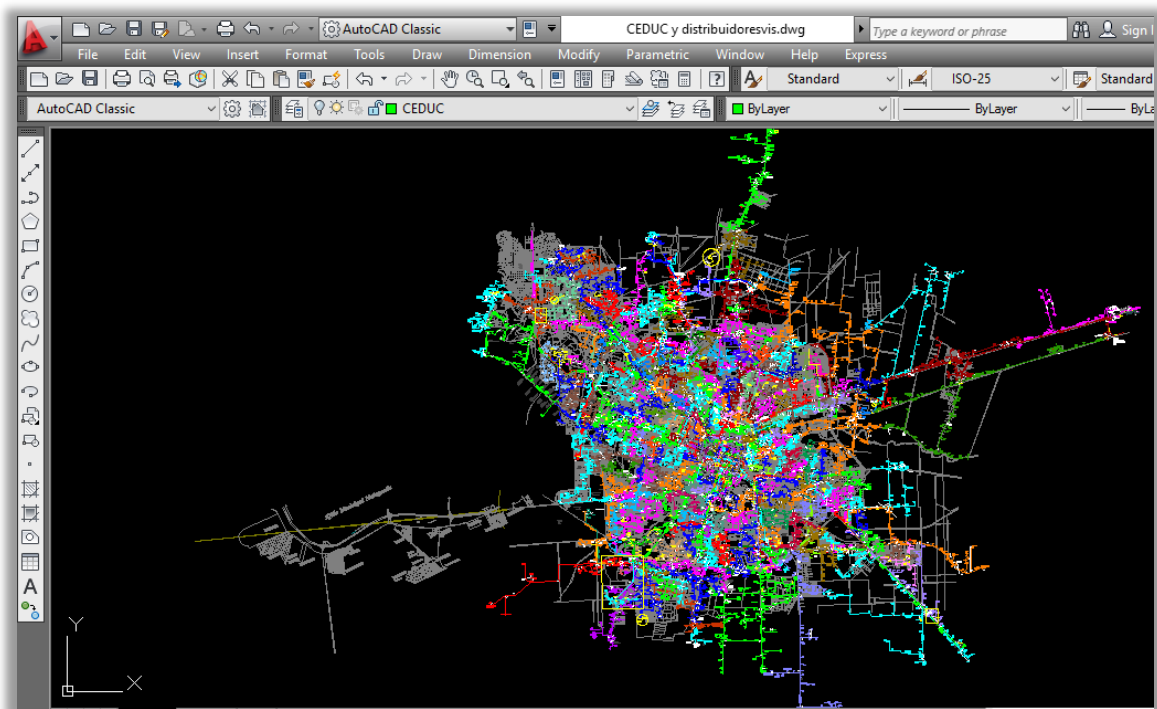 AutoCAD Classic CEDUC y distribuidoresvis.dwg Type a keyword or phrase Sign I
File Edit View Insert Format Tools Draw Dimension Modify Parametric Window Help Express
Standard ISO-25 Standard
AutoCAD Classic CEDUC ByLayer ByLayer ByLa
A
Y
X